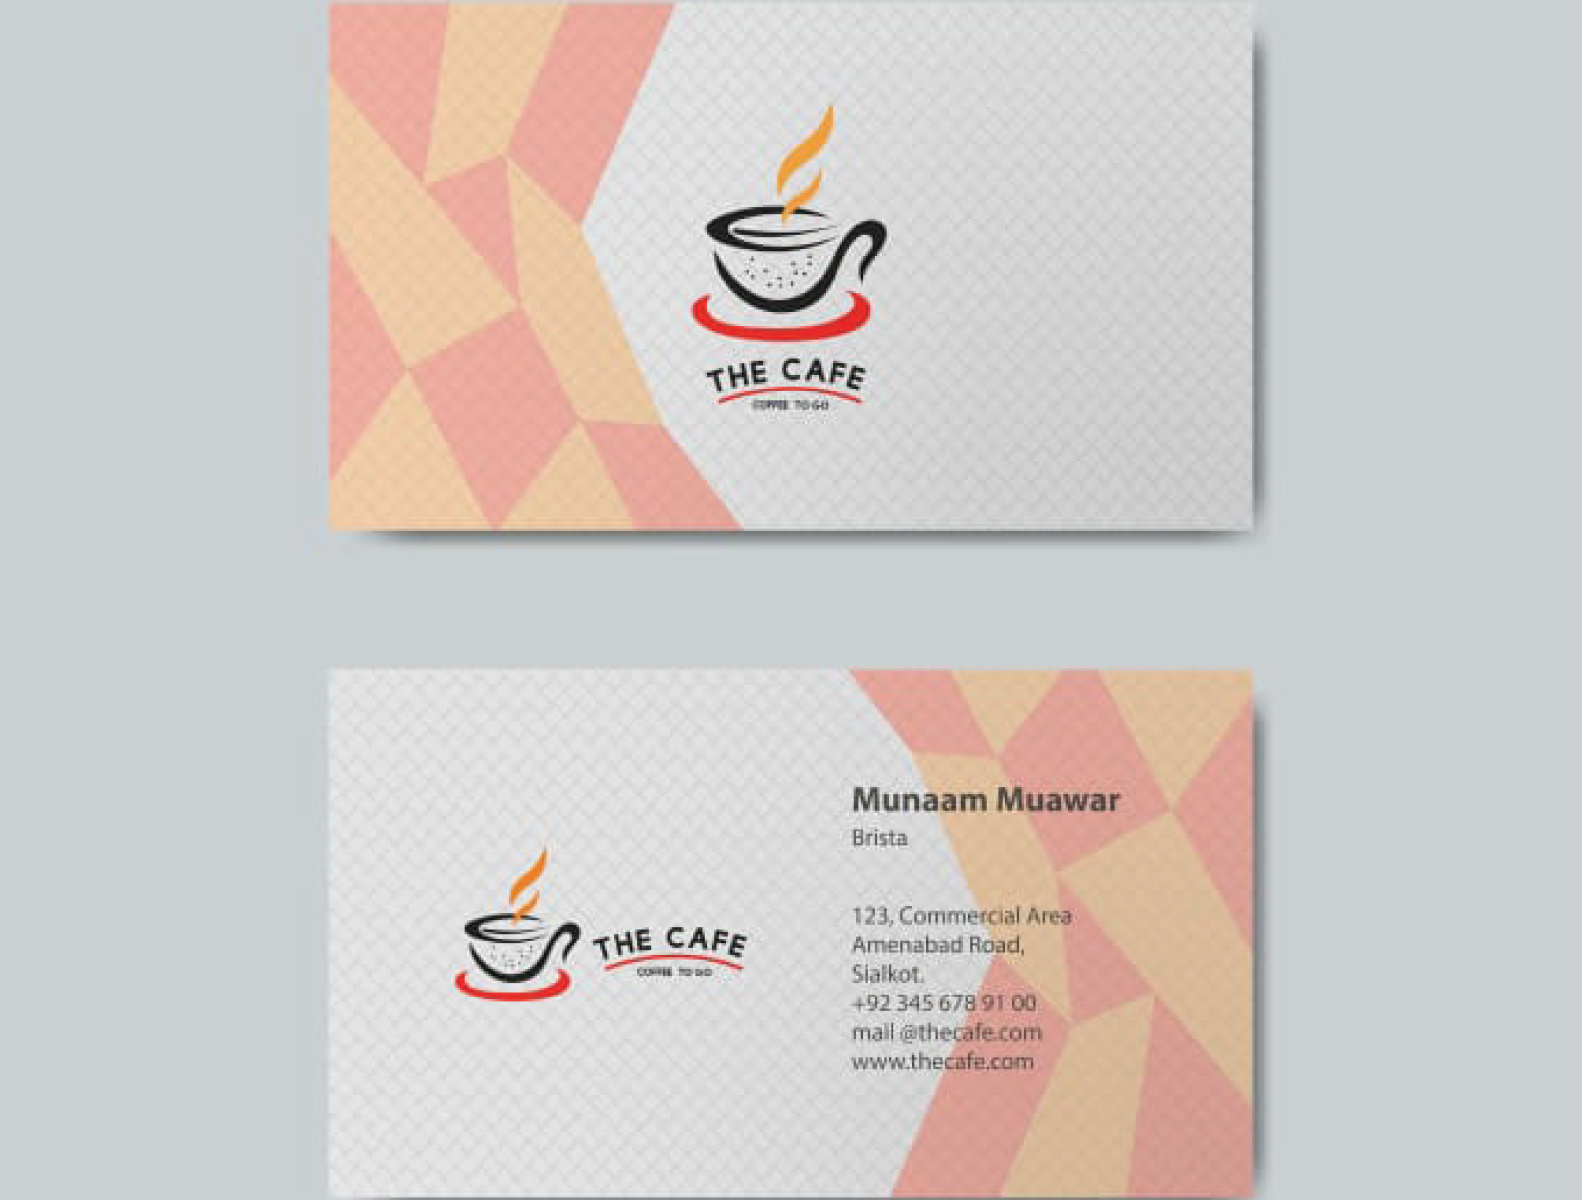 THE CAFE
COFFEE TO GO
Munaam Muawar
Brista
THE CAFE
COFFEE TO GO
123, Commercial Area
Amenabad Road,
Sialkot.
+92 345 678 91 00
mail @thecafe.com
www.thecafe.com